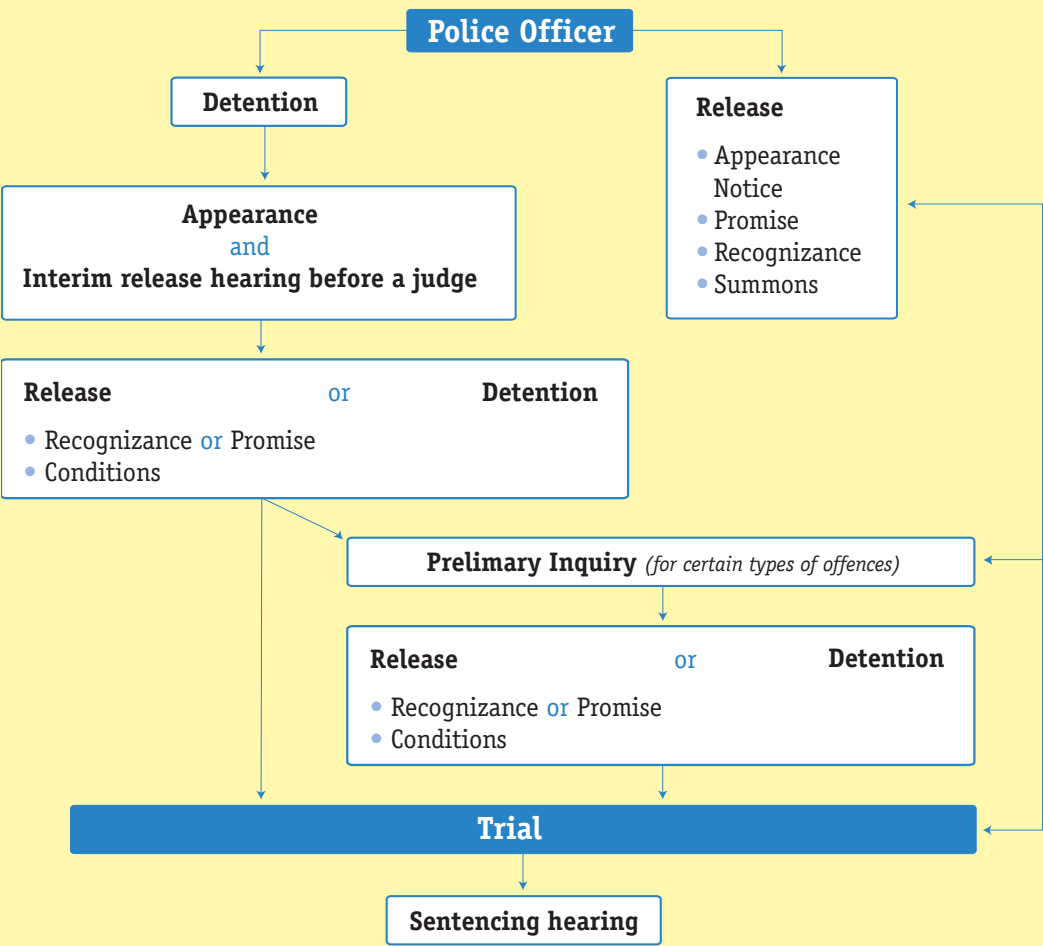 Police Officer
Detention
Release
• Appearance
Notice
• Promise
• Recognizance
• Summons
Appearance
and
Interim release hearing before a judge
Release or Detention
• Recognizance or Promise
• Conditions
Prelimary Inquiry (for certain types of offences)
Release or Detention
• Recognizance or Promise
• Conditions
Trial
Sentencing hearing